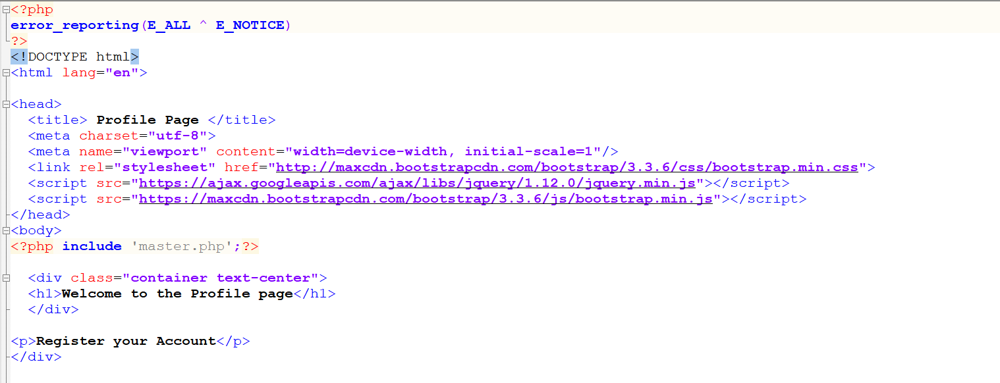 <?php
error_reporting(E_ALL ^ E_NOTICE)
?>
<!DOCTYPE html>
<html lang="en">
<head>
<title> Profile Page </title>
<meta charset="utf-8">
<meta name="viewport" content="width=device-width, initial-scale=1"/>
<link rel="stylesheet" href="http://maxcdn.bootstrapcdn.com/bootstrap/3.3.6/css/bootstrap.min.css">
<script src="https://ajax.googleapis.com/ajax/libs/jquery/1.12.0/jquery.min.js"></script>
<script src="https://maxcdn.bootstrapcdn.com/bootstrap/3.3.6/js/bootstrap.min.js"></script>
</head>
<body>
<?php include 'master.php';?>
<div class="container text-center">
<h1>Welcome to the Profile page</h1>
</div>
<p>Register your Account</p>
</div>